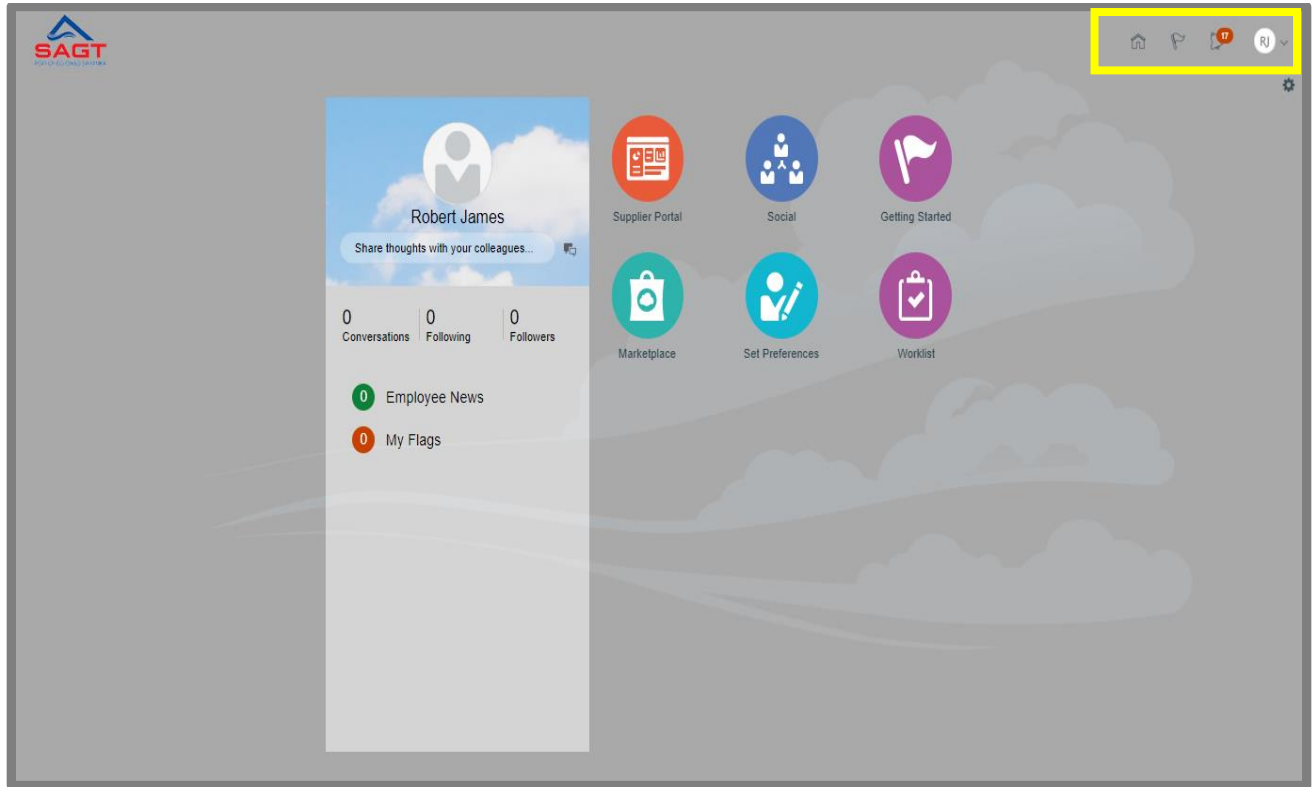 SAGT
17
RJ
Robert James
Share thoughts with your colleagues...
0 0 0
Conversations Following Followers
0 Employee News
0 My Flags
Supplier Portal
Social
Getting Started
Marketplace
Set Preferences
Worklist